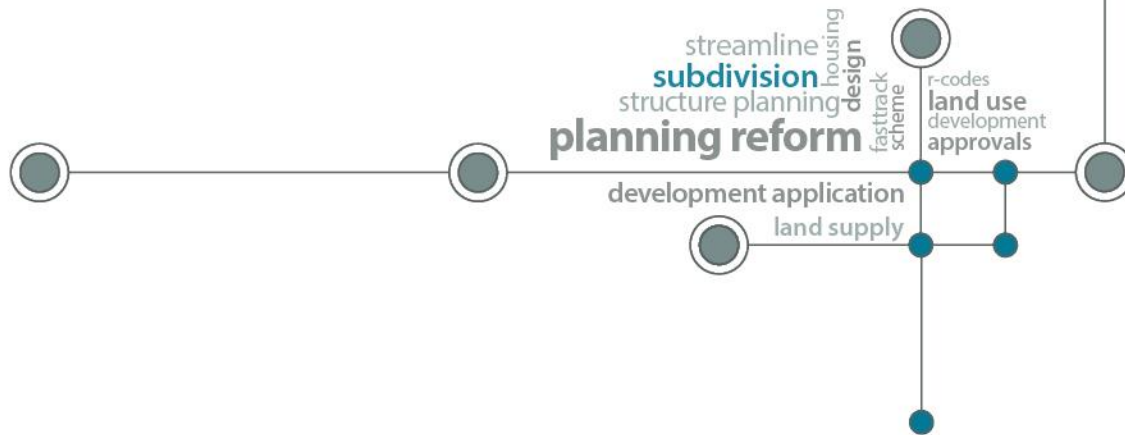 streamline
subdivision
structure planning
planning reform
housing
design
fasttrack
scheme
r-codes
land use
development
approvals
development application
land supply